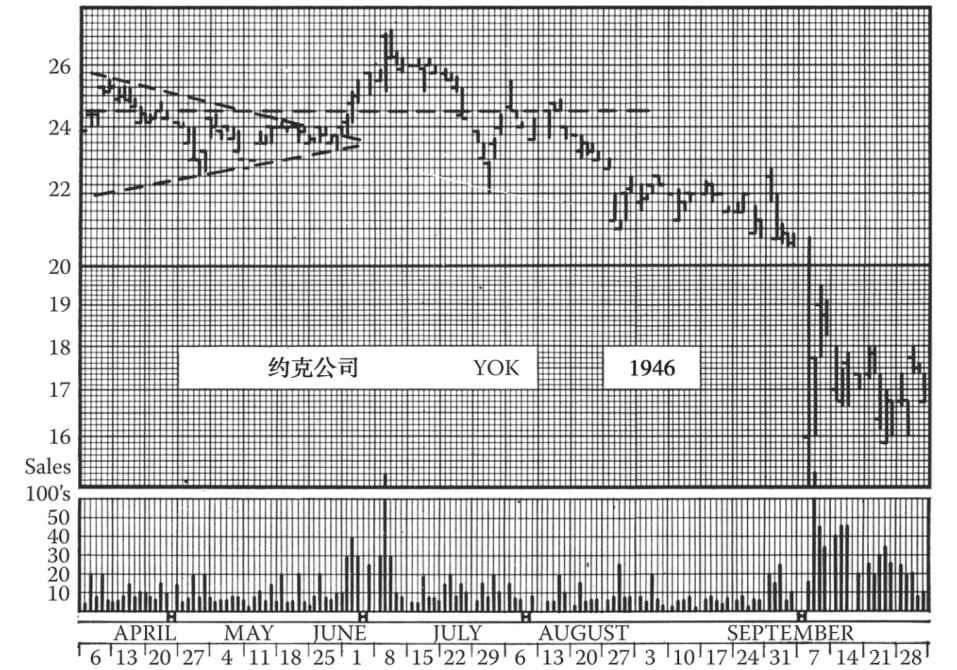 26
24
22
20
19
18
约克公司 YOK 1946
17
16
Sales
100's
50
40
30
20
10
APRIL MAY JUNE JULY AUGUST SEPTEMBER
6 13 20 27 4 11 18 25 1 8 15 22 29 6 13 20 27 3 10 17 24 31 7 14 21 28